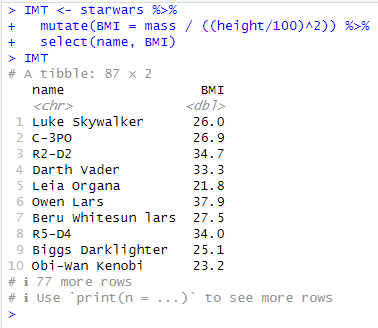 > IMT <- starwars %>%
+   mutate(BMI = mass / ((height/100)^2)) %>%
+   select(name, BMI)
> IMT
# A tibble: 87 × 2
   name               BMI
   <chr>            <dbl>
 1 Luke Skywalker    26.0
 2 C-3PO             26.9
 3 R2-D2             34.7
 4 Darth Vader       33.3
 5 Leia Organa       21.8
 6 Owen Lars         37.9
 7 Beru Whitesun lars 27.5
 8 R5-D4             34.0
 9 Biggs Darklighter 25.1
10 Obi-Wan Kenobi    23.2
# ℹ 77 more rows
# ℹ Use `print(n = ...)` to see more rows
>